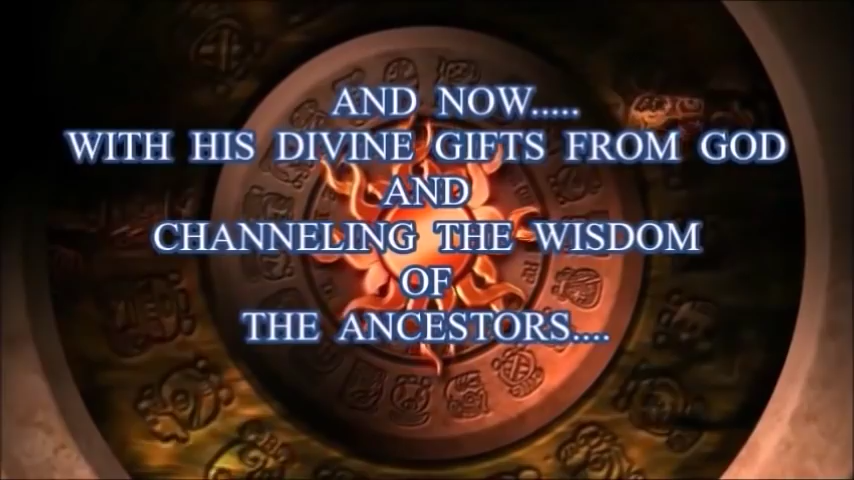 AND NOW.....
WITH HIS DIVINE GIFTS FROM GOD
AND
CHANNELING THE WISDOM
OF
THE ANCESTORS....